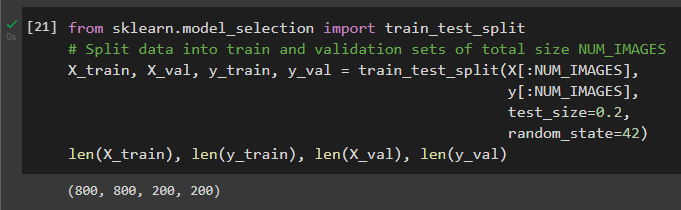 [21] from sklearn.model_selection import train_test_split
# Split data into train and validation sets of total size NUM_IMAGES
X_train, X_val, y_train, y_val = train_test_split(X[:NUM_IMAGES],
y[:NUM_IMAGES],
test_size=0.2,
random_state=42)
len(X_train), len(y_train), len(X_val), len(y_val)
0s
(800, 800, 200, 200)